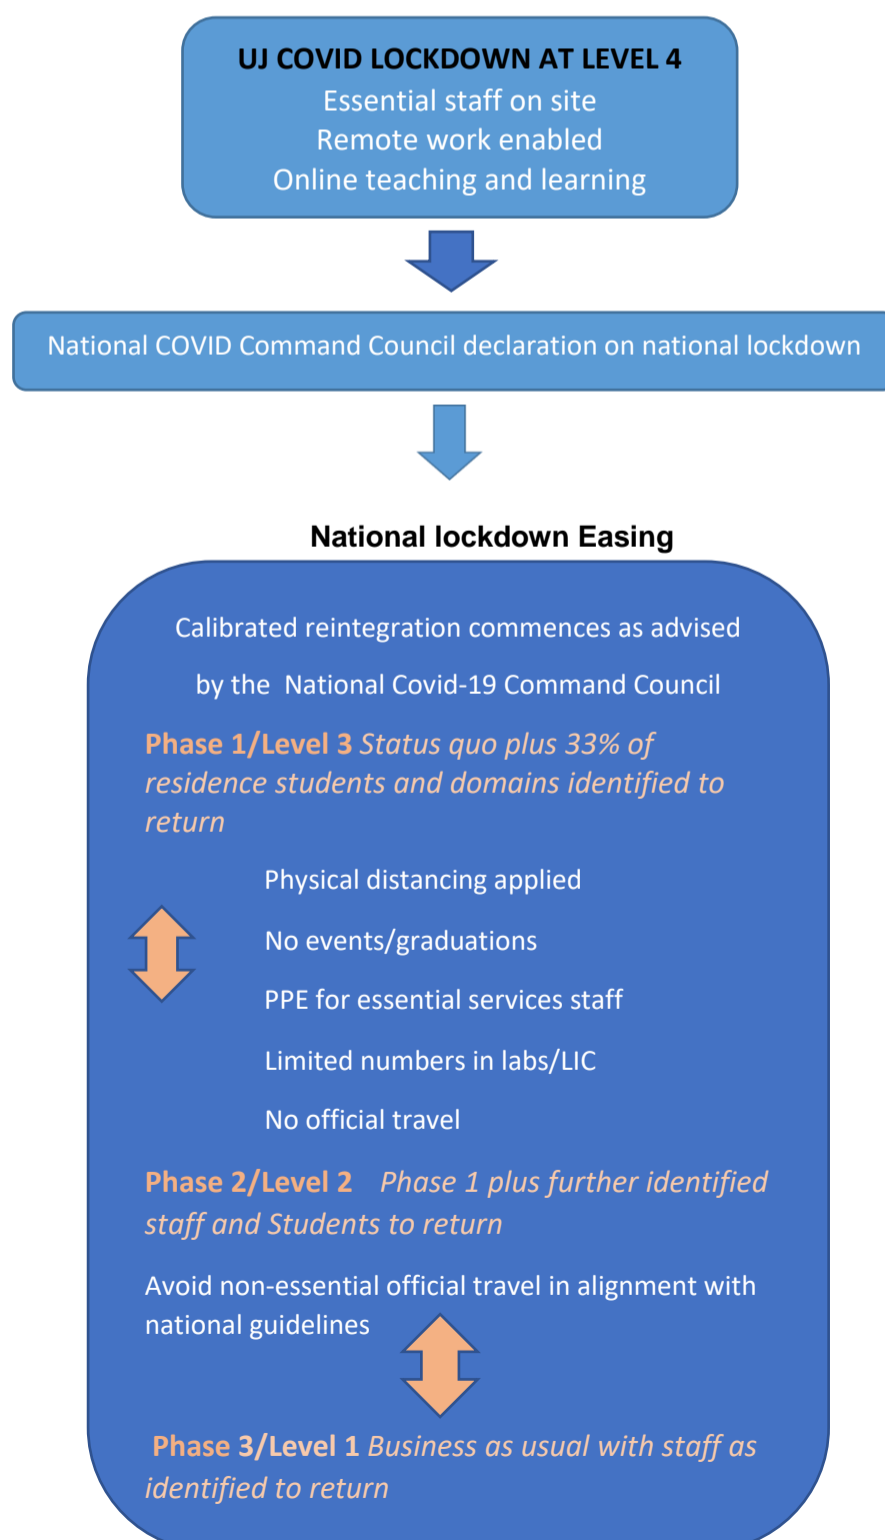 UJ COVID LOCKDOWN AT LEVEL 4
Essential staff on site
Remote work enabled
Online teaching and learning
National COVID Command Council declaration on national lockdown
National lockdown Easing
Calibrated reintegration commences as advised
by the National Covid-19 Command Council
Phase 1/Level 3 Status quo plus 33% of
residence students and domains identified to
return
Physical distancing applied
No events/graduations
PPE for essential services staff
Limited numbers in labs/LIC
No official travel
Phase 2/Level 2 Phase 1 plus further identified
staff and Students to return
Avoid non-essential official travel in alignment with
national guidelines
Phase 3/Level 1 Business as usual with staff as
identified to return